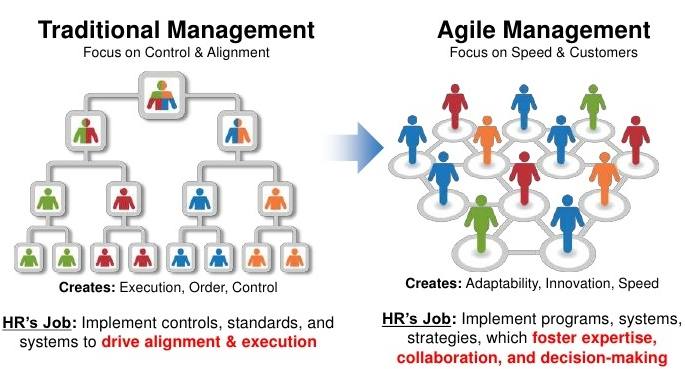 Traditional Management
Focus on Control & Alignment
Creates: Execution, Order, Control
HR's Job: Implement controls, standards, and
systems to drive alignment & execution
Agile Management
Focus on Speed & Customers
Creates: Adaptability, Innovation, Speed
HR's Job: Implement programs, systems,
strategies, which foster expertise,
collaboration, and decision-making